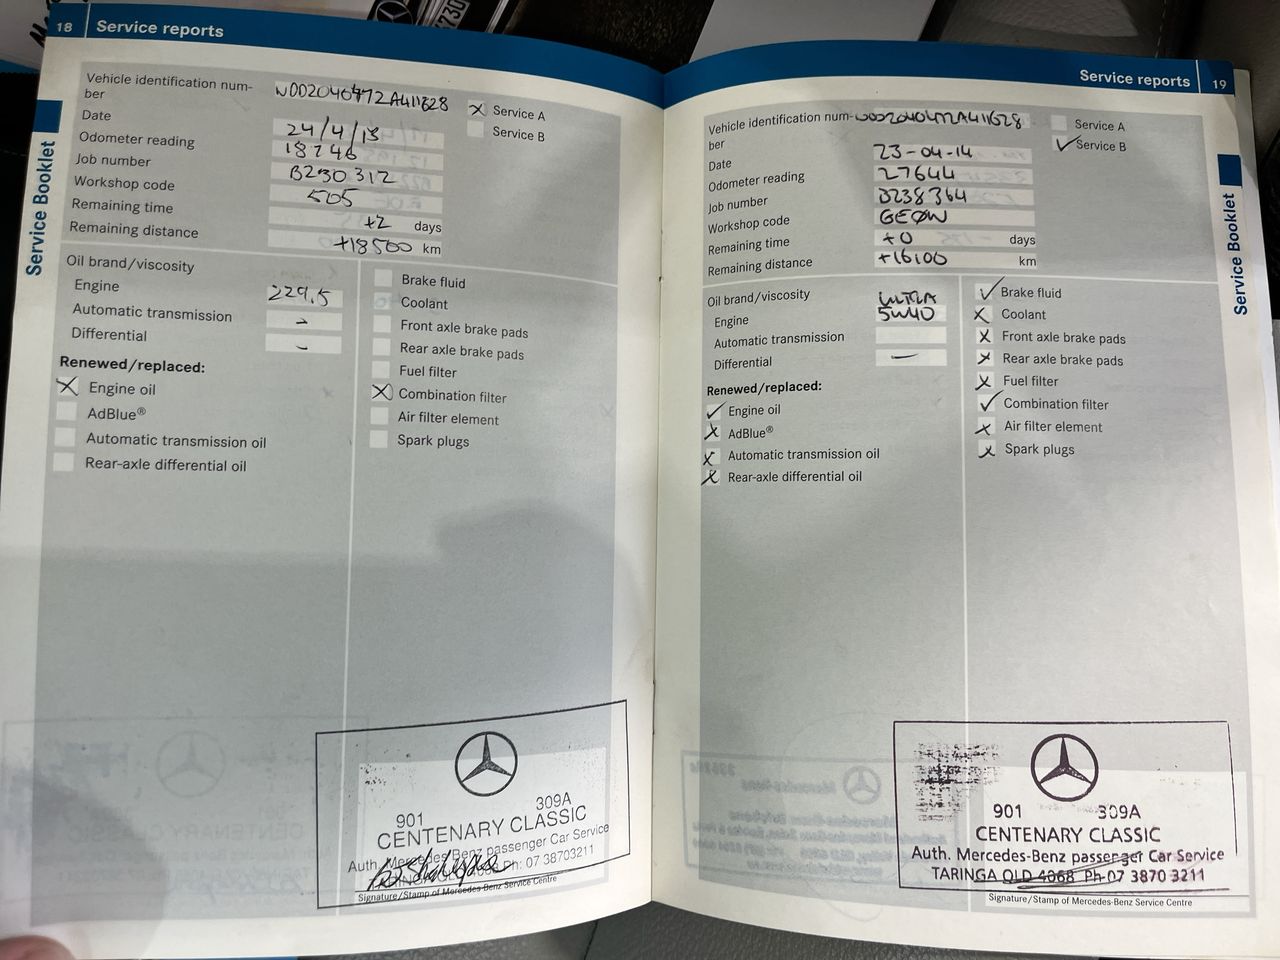 18 Service reports
Service Booklet
Vehicle identification num-
ber
WDD2040472A411628
Date 24/4/13
Odometer reading 18746
Job number B230312
Workshop code 505
Remaining time +2 days
Remaining distance +18500 km
X Service A
Service B
Oil brand/viscosity
Engine 229.5
Automatic transmission -
Differential -
Renewed/replaced:
X Engine oil
AdBlue®
Automatic transmission oil
Rear-axle differential oil
Brake fluid
Coolant
Front axle brake pads
Rear axle brake pads
Fuel filter
X Combination filter
Air filter element
Spark plugs
901 309A
CENTENARY CLASSIC
Auth. Mercedes-Benz passenger Car Service
Ph: 07 38703211
Signature/Stamp of Mercedes-Benz Service Centre
Service reports 19
Service Booklet
Vehicle identification num-
ber
WDD2040472A411628
Date 23-04-14
Odometer reading 27644
Job number B238364
Workshop code GEON
Remaining time +0 days
Remaining distance +16100 km
Service A
✓ Service B
Oil brand/viscosity ULTRA
Engine 5W40
Automatic transmission
Differential —
Renewed/replaced:
✓ Engine oil
X AdBlue®
X Automatic transmission oil
X Rear-axle differential oil
✓ Brake fluid
X Coolant
X Front axle brake pads
X Rear axle brake pads
X Fuel filter
✓ Combination filter
X Air filter element
X Spark plugs
901 309A
CENTENARY CLASSIC
Auth. Mercedes-Benz passenger Car Service
TARINGA QLD 4068 Ph 07 3870 3211
Signature/Stamp of Mercedes-Benz Service Centre